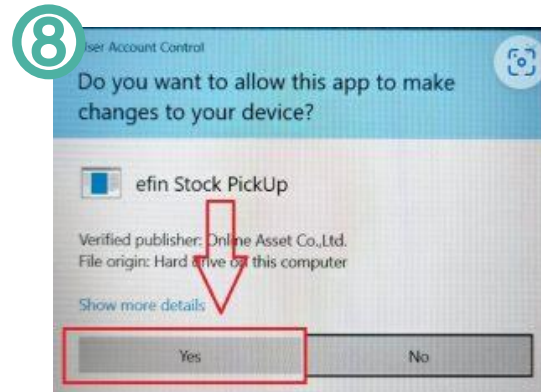 8
User Account Control
Do you want to allow this app to make
changes to your device?
efin Stock PickUp
Verified publisher: Online Asset Co.,Ltd.
File origin: Hard drive on this computer
Show more details
Yes
No